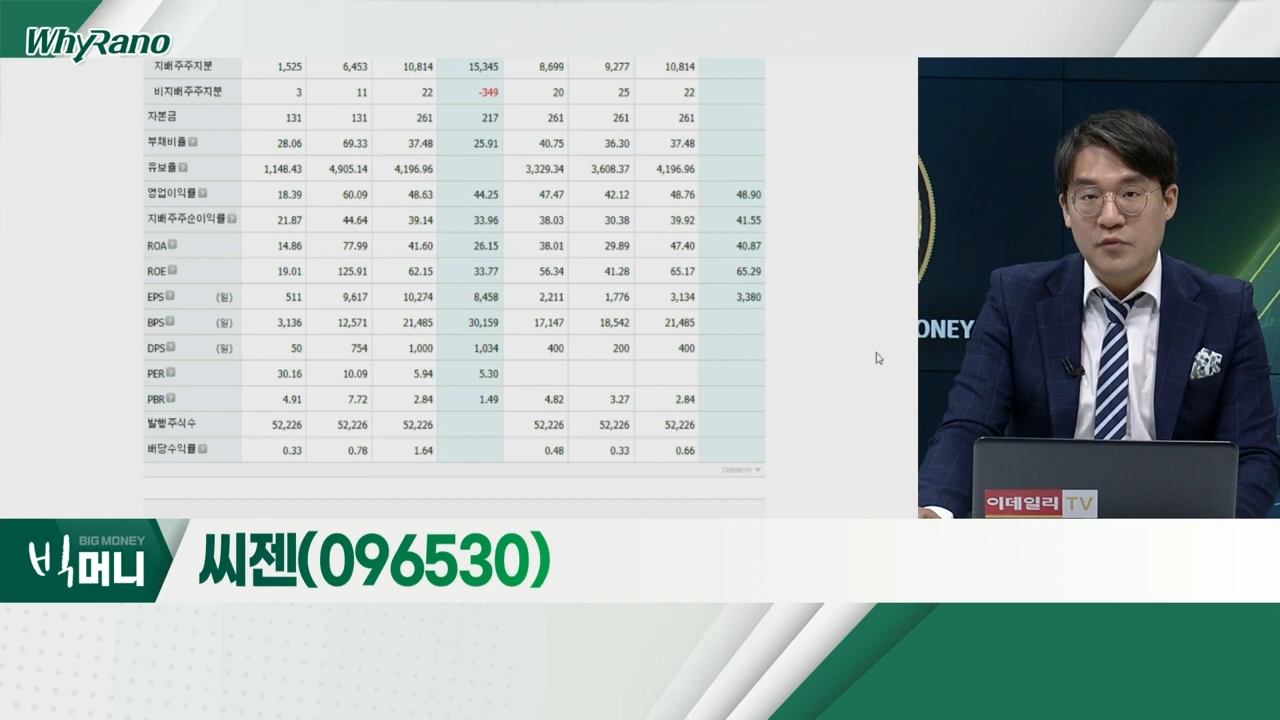 WhyRano
지배주주지분 1,525 6,453 10,814 15,345 8,699 9,277 10,814
비지배주주지분 3 11 22 -349 20 25 22
자본금 131 131 261 217 261 261 261
부채비율 28.06 69.33 37.48 25.91 40.75 36.30 37.48
유보율 1,148.43 4,905.14 4,196.96 3,329.34 3,608.37 4,196.96
영업이익률 18.39 60.09 48.63 44.25 47.47 42.12 48.76 48.90
지배주주순이익률 21.87 44.64 39.14 33.96 38.03 30.38 39.92 41.55
ROA 14.86 77.99 41.60 26.15 38.01 29.89 47.40 40.87
ROE 19.01 125.91 62.15 33.77 56.34 41.28 65.17 65.29
EPS (원) 511 9,617 10,274 8,458 2,211 1,776 3,134 3,380
BPS (원) 3,136 12,571 21,485 30,159 17,147 18,542 21,485
DPS (원) 50 754 1,000 1,034 400 200 400
PER 30.16 10.09 5.94 5.30
PBR 4.91 7.72 2.84 1.49 4.82 3.27 2.84
발행주식수 52,226 52,226 52,226 52,226 52,226 52,226
배당수익률 0.33 0.78 1.64 0.48 0.33 0.66
COMMENT
ONEY
이데일리 TV
BIG MONEY
빅머니
씨젠(096530)